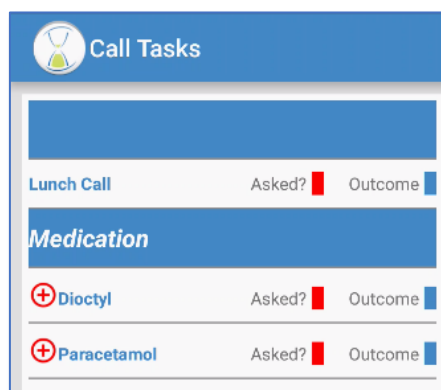 Call Tasks
Lunch Call Asked? Outcome
Medication
Dioctyl Asked? Outcome
Paracetamol Asked? Outcome